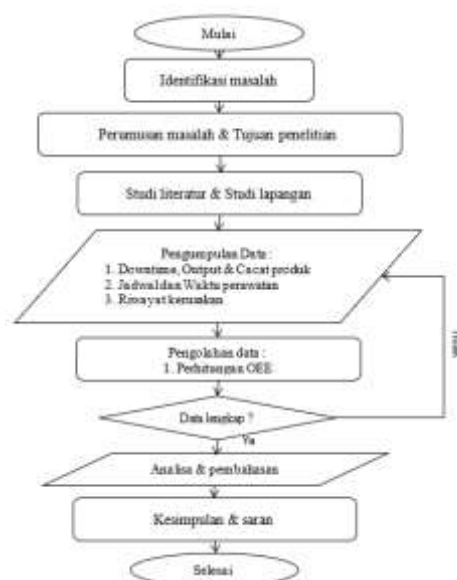 Mulai
Identifikasi masalah
Perumusan masalah & Tujuan penelitian
Studi literatur & Studi lapangan
Pengumpulan Data :
1. Downtime, Output & Cacat produk
2. Jadwal dan Waktu perawatan
3. Riwayat kerusakan
Pengolahan data :
1. Perhitungan OEE
Data lengkap ?
Tidak
Ya
Analisa & pembahasan
Kesimpulan & saran
Selesai